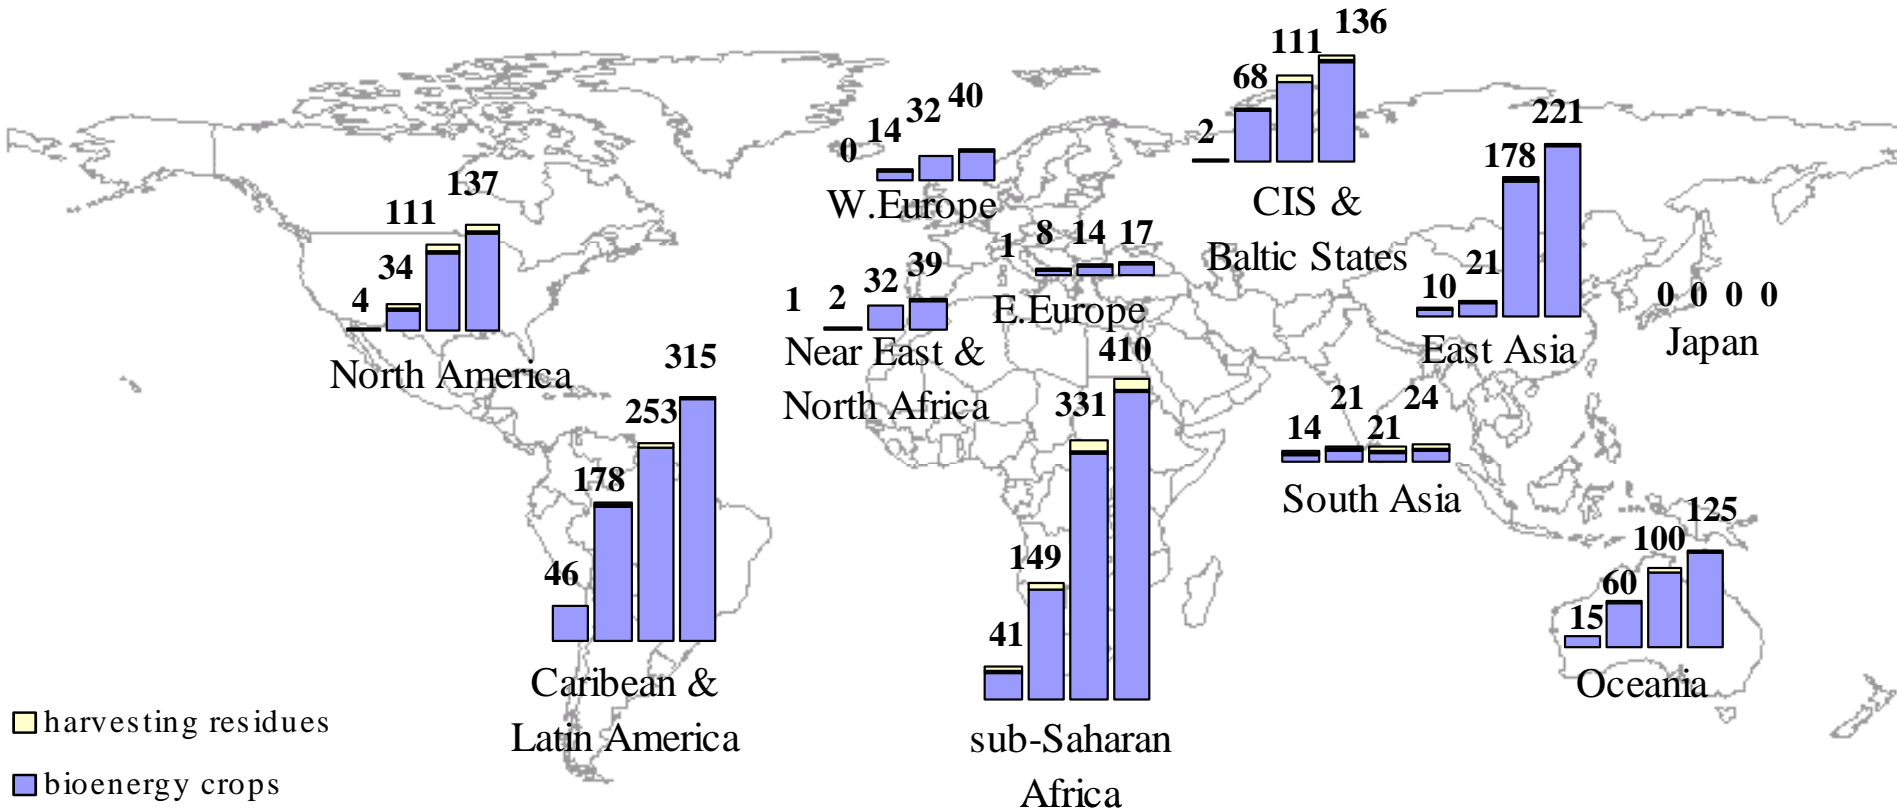 137
111
34
4
North America
0
14
32
40
W.Europe
2
68
111
136
CIS &
Baltic States
1
8
14
17
E.Europe
1
2
32
39
Near East &
North Africa
10
21
178
221
East Asia
0 0 0 0
Japan
46
178
253
315
Caribean &
Latin America
41
149
331
410
sub-Saharan
Africa
14
21
21
24
South Asia
15
60
100
125
Oceania
harvesting residues
bioenergy crops